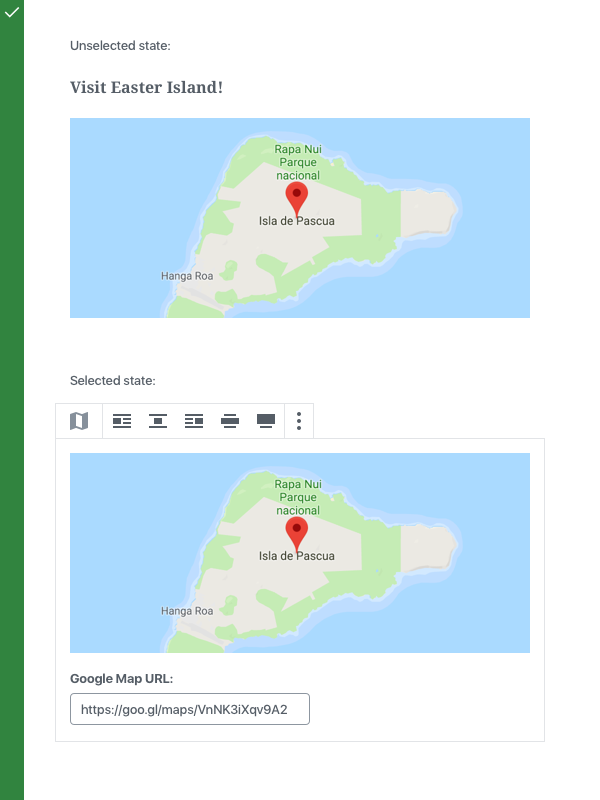 Unselected state:
Visit Easter Island!
Rapa Nui
Parque
nacional
Isla de Pascua
Hanga Roa
Selected state:
Rapa Nui
Parque
nacional
Isla de Pascua
Hanga Roa
Google Map URL:
https://goo.gl/maps/VnNK3iXqv9A2